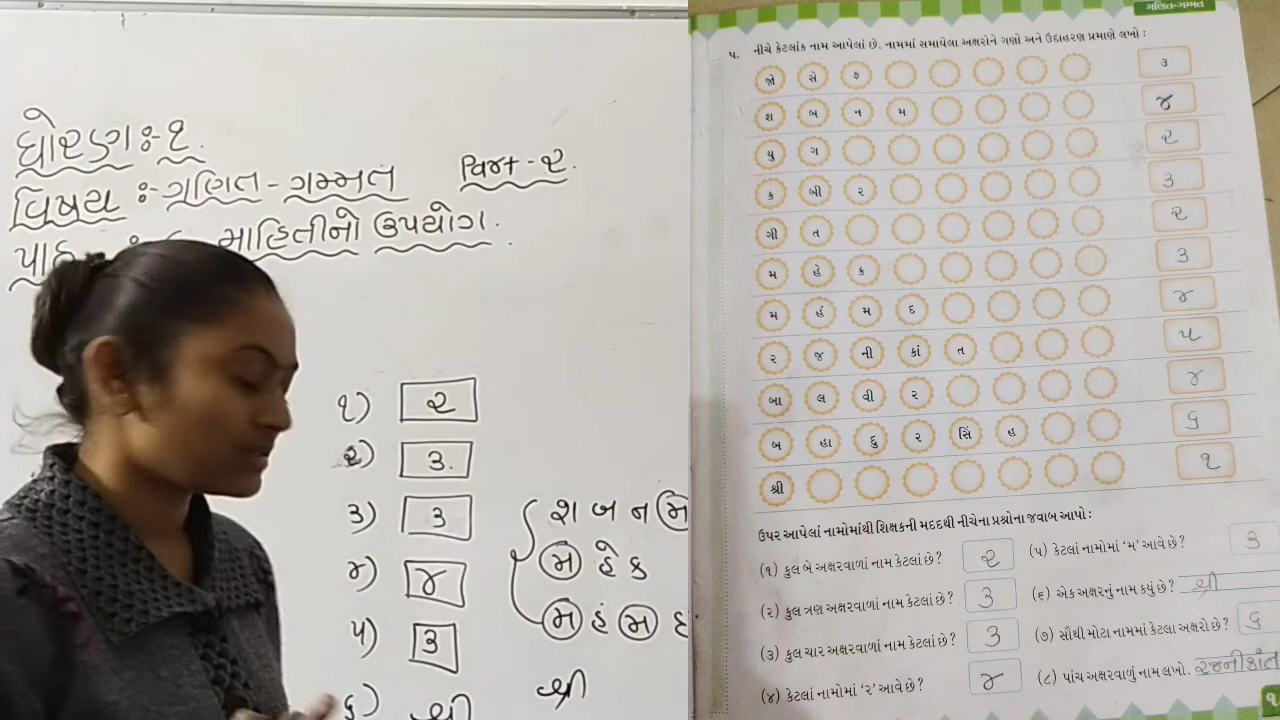 ધોરણ :- ૧.
વિષય :- ગણિત - ગમ્મત વિભાગ - ૨.
માહિતીનો ઉપયોગ.
૧) ૨
૨) ૩.
૩) ૩
૪) ૪
૫) ૩
૬) શ્રી
શ બ ન મ
મ હે ક
મ હં મ દ
શ્રી
ગણિત-ગમ્મત
૫. નીચે કેટલાંક નામ આપેલાં છે. નામમાં સમાયેલા અક્ષરોને ગણો અને ઉદાહરણ પ્રમાણે લખો :
જો સે ફ ૩
શ બ ન મ ૪
યુ ગ ૨
ક બી ર ૩
ગી ત ૨
મ હે ક ૩
મ હં મ દ ૪
ર જ ની કાં ત ૫
બા લ વી ર ૪
બ હા દુ ર સિં હ ૬
શ્રી ૧
ઉપર આપેલાં નામોમાંથી શિક્ષકની મદદથી નીચેના પ્રશ્નોના જવાબ આપો :
(૧) કુલ બે અક્ષરવાળાં નામ કેટલાં છે? ૨
(૨) કુલ ત્રણ અક્ષરવાળાં નામ કેટલાં છે? ૩
(૩) કુલ ચાર અક્ષરવાળાં નામ કેટલાં છે? ૩
(૪) કેટલાં નામોમાં ‘ર’ આવે છે? ૪
(૫) કેટલાં નામોમાં ‘મ’ આવે છે? ૩
(૬) એક અક્ષરનું નામ કયું છે? શ્રી
(૭) સૌથી મોટા નામમાં કેટલા અક્ષરો છે? ૬
(૮) પાંચ અક્ષરવાળું નામ લખો. રજનીકાંત